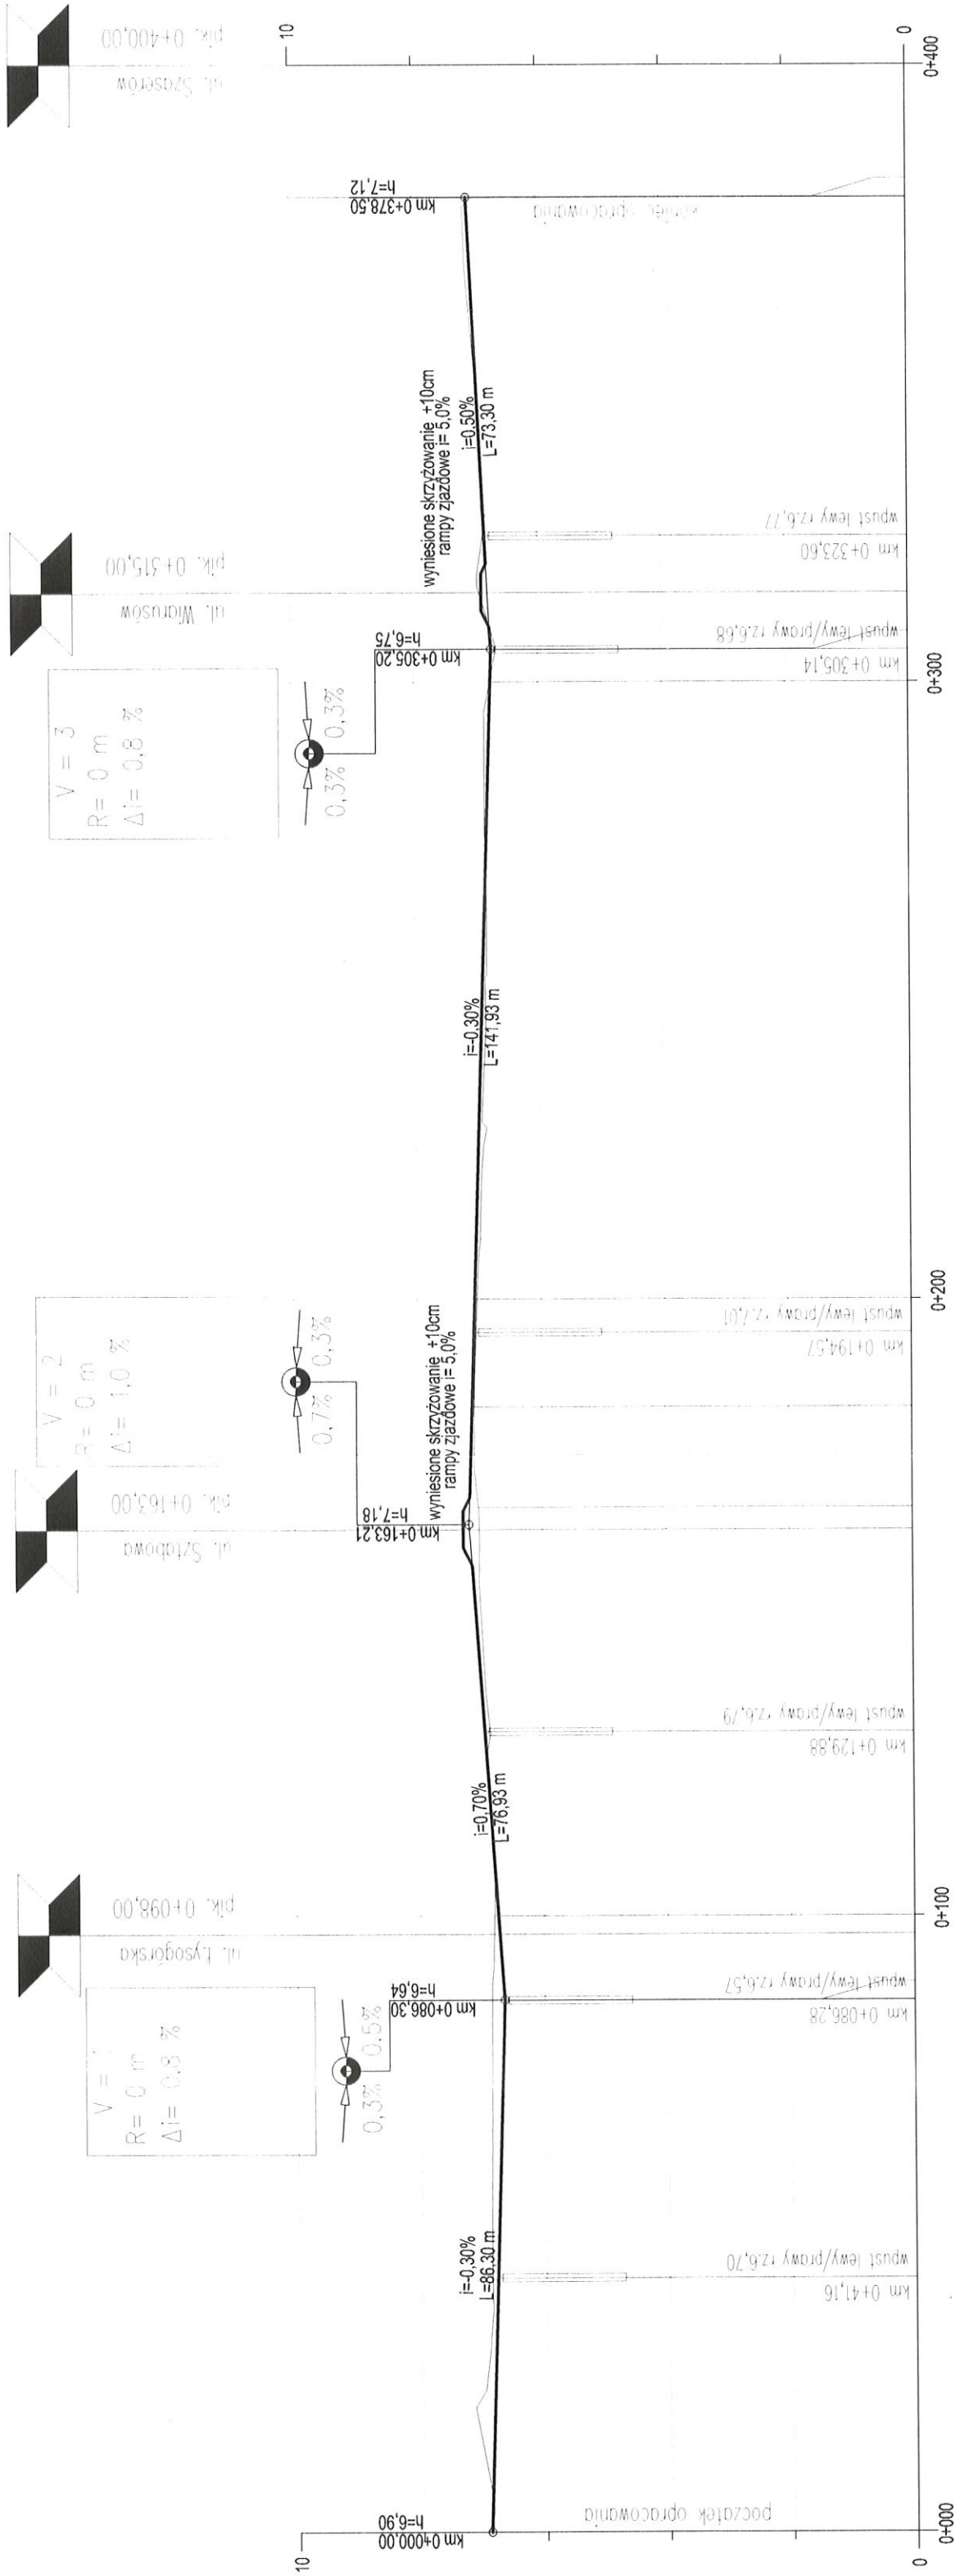 10
0
0+000
km 0+000,00
h=6,90
początek opracowania
i=-0,30%
L=86,30 m
km 0+41,16
wpust lewy/prawy rz.6,70
R= 0 m
Δi= 0,8 %
0,3% 0,5%
km 0+086,30
h=6,64
km 0+086,28
wpust lewy/prawy rz.6,57
ul. Łysogórska
pik. 0+098,00
0+100
i=0,70%
L=76,93 m
km 0+129,88
wpust lewy/prawy rz.6,79
ul. Sztabowa
pik. 0+163,00
V = 2
R= 0 m
Δi= 1,0 %
0,7% 0,3%
km 0+163,21
h=7,18
wyniesione skrzyżowanie +10cm
rampy zjazdowe i= 5,0%
km 0+194,57
wpust lewy/prawy rz.7,01
0+200
i=-0,30%
L=141,93 m
V = 3
R= 0 m
Δi= 0,8 %
0,3% 0,3%
0+300
km 0+305,20
h=6,75
km 0+305,14
wpust lewy/prawy rz.6,68
ul. Wiarusów
pik. 0+315,00
wyniesione skrzyżowanie +10cm
rampy zjazdowe i= 5,0%
km 0+323,60
wpust lewy rz.6,77
i=0,50%
L=73,30 m
km 0+378,50
h=7,12
koniec opracowania
ul. Szaserów
pik. 0+400,00
10
0
0+400